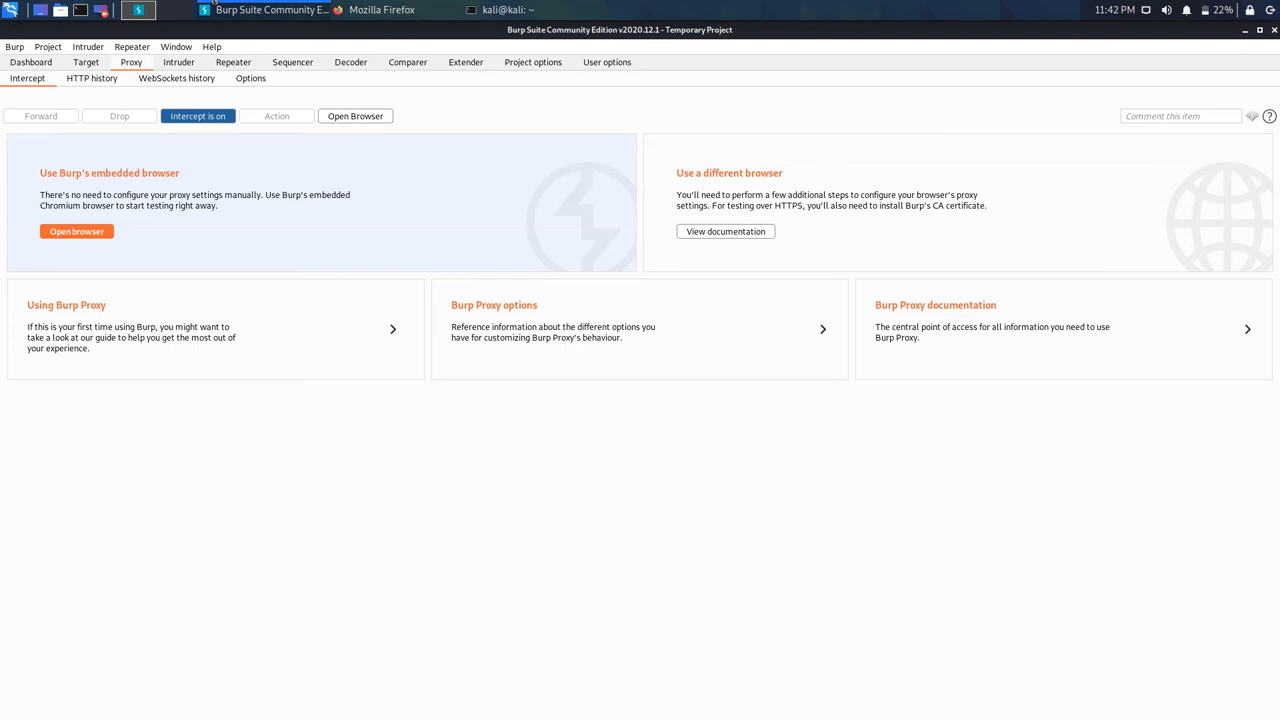 Burp Suite Community E...
Mozilla Firefox
kali@kali: ~
11:42 PM
22%
Burp Suite Community Edition v2020.12.1 - Temporary Project
Burp Project Intruder Repeater Window Help
Dashboard Target Proxy Intruder Repeater Sequencer Decoder Comparer Extender Project options User options
Intercept HTTP history WebSockets history Options
Forward Drop Intercept is on Action Open Browser Comment this item ?
Use Burp's embedded browser
There's no need to configure your proxy settings manually. Use Burp's embedded
Chromium browser to start testing right away.
Open browser
Use a different browser
You'll need to perform a few additional steps to configure your browser's proxy
settings. For testing over HTTPS, you'll also need to install Burp's CA certificate.
View documentation
Using Burp Proxy
If this is your first time using Burp, you might want to
take a look at our guide to help you get the most out of
your experience.
Burp Proxy options
Reference information about the different options you
have for customizing Burp Proxy's behaviour.
Burp Proxy documentation
The central point of access for all information you need to use
Burp Proxy.